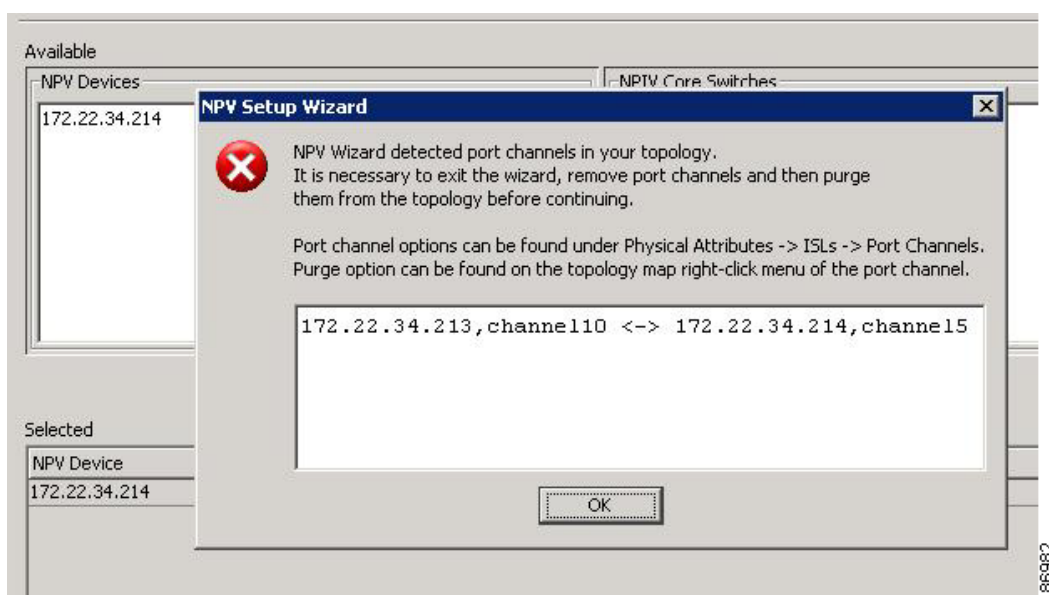 Available
NPV Devices
NPIV Core Switches
172.22.34.214
NPV Setup Wizard
NPV Wizard detected port channels in your topology.
It is necessary to exit the wizard, remove port channels and then purge
them from the topology before continuing.
Port channel options can be found under Physical Attributes -> ISLs -> Port Channels.
Purge option can be found on the topology map right-click menu of the port channel.
172.22.34.213,channel10 <-> 172.22.34.214,channel5
OK
Selected
NPV Device
172.22.34.214
86982